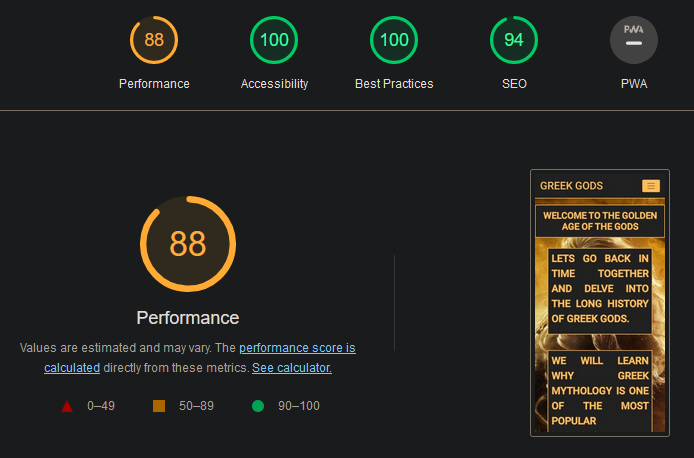 88
100
100
94
PWA
Performance
Accessibility
Best Practices
SEO
PWA
88
Performance
Values are estimated and may vary. The performance score is
calculated directly from these metrics. See calculator.
0–49
50–89
90–100
GREEK GODS
WELCOME TO THE GOLDEN
AGE OF THE GODS
LETS GO BACK IN
TIME TOGETHER
AND DELVE INTO
THE LONG HISTORY
OF GREEK GODS.
WE WILL LEARN
WHY GREEK
MYTHOLOGY IS ONE
OF THE MOST
POPULAR